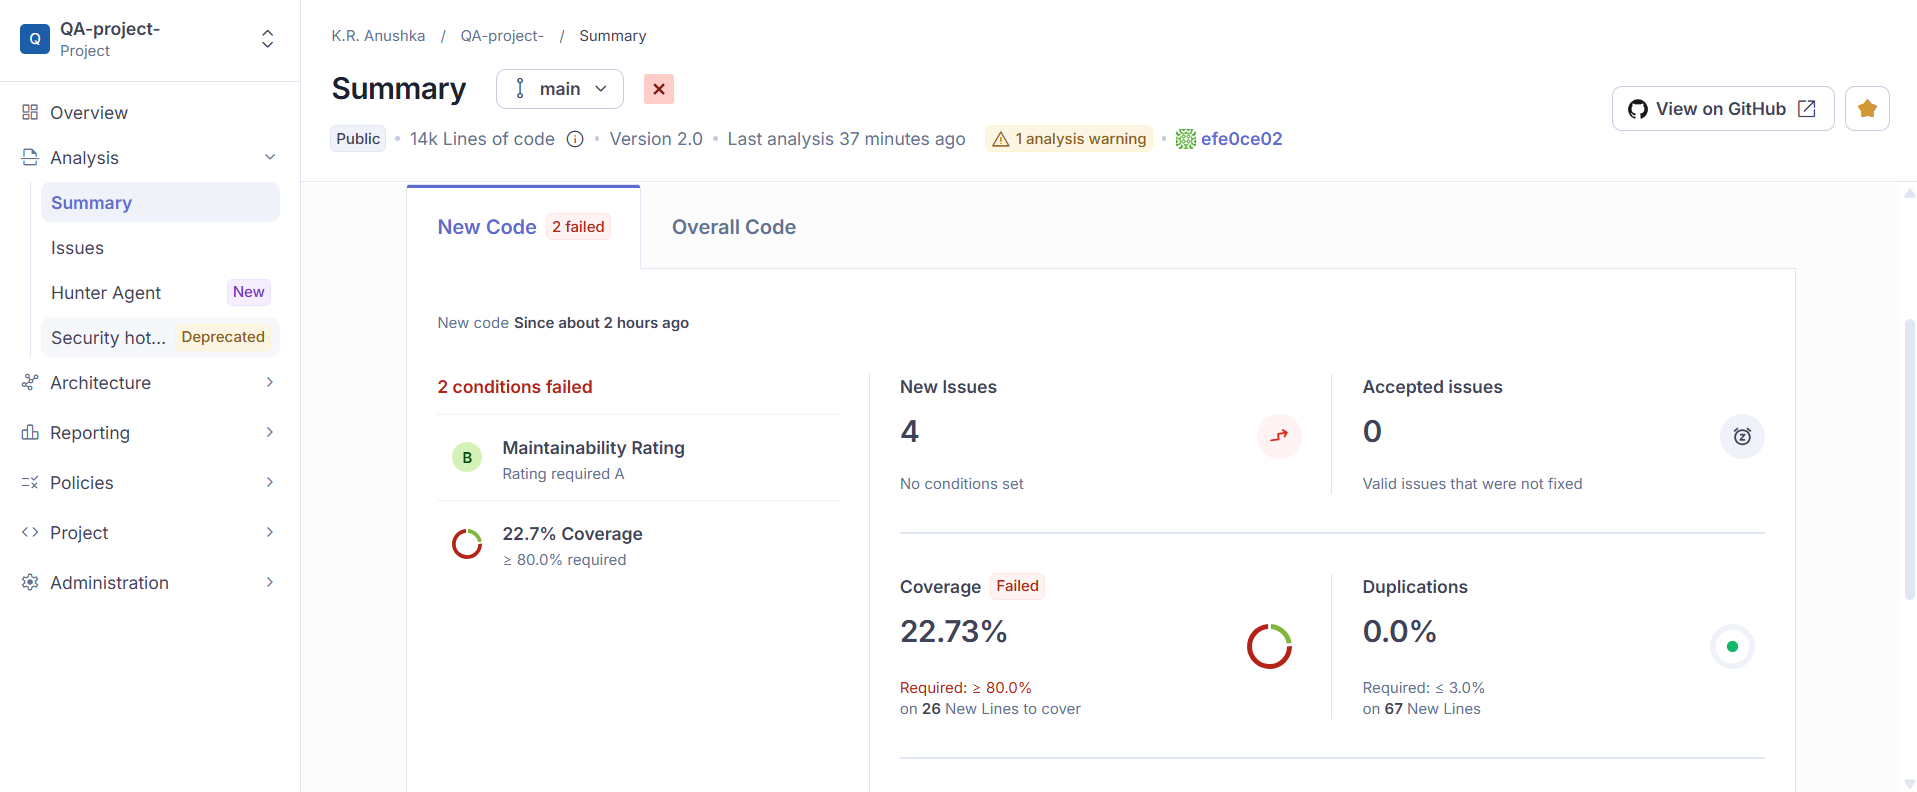 Q
QA-project-
Project
Overview
Analysis
Summary
Issues
Hunter Agent New
Security hot... Deprecated
Architecture
Reporting
Policies
Project
Administration
K.R. Anushka / QA-project- / Summary
Summary main
View on GitHub
Public • 14k Lines of code • Version 2.0 • Last analysis 37 minutes ago 1 analysis warning • efe0ce02
New Code 2 failed
Overall Code
New code Since about 2 hours ago
2 conditions failed
B
Maintainability Rating
Rating required A
22.7% Coverage
≥ 80.0% required
New Issues
4
No conditions set
Accepted issues
0
Valid issues that were not fixed
Coverage Failed
22.73%
Required: ≥ 80.0%
on 26 New Lines to cover
Duplications
0.0%
Required: ≤ 3.0%
on 67 New Lines